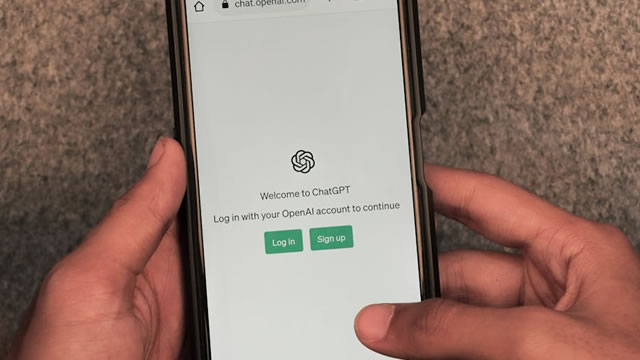 chat.openai.com
Welcome to ChatGPT
Log in with your OpenAI account to continue
Log in
Sign up